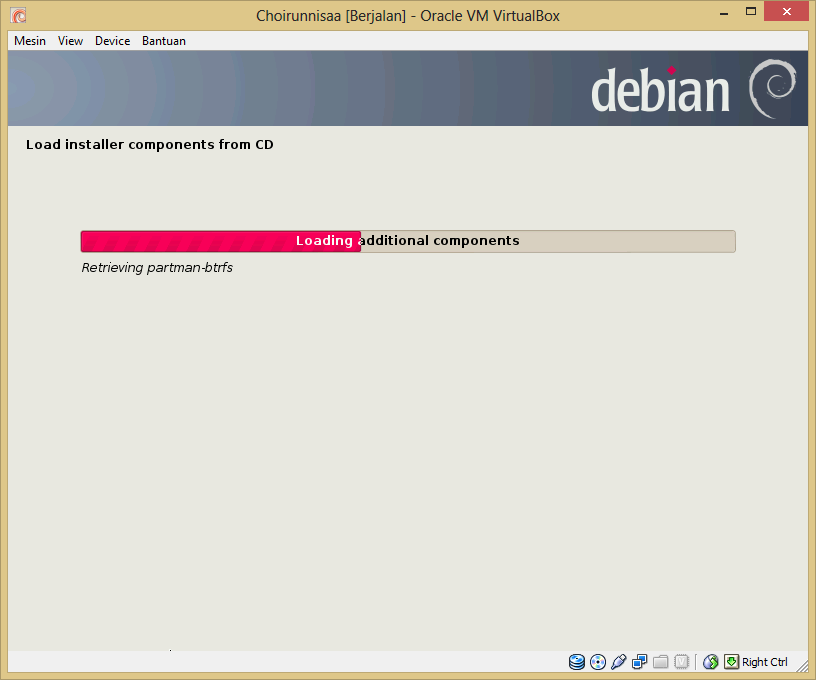 Choirunnisaa [Berjalan] - Oracle VM VirtualBox
Mesin View Device Bantuan
debian
Load installer components from CD
Loading additional components
Retrieving partman-btrfs
Right Ctrl